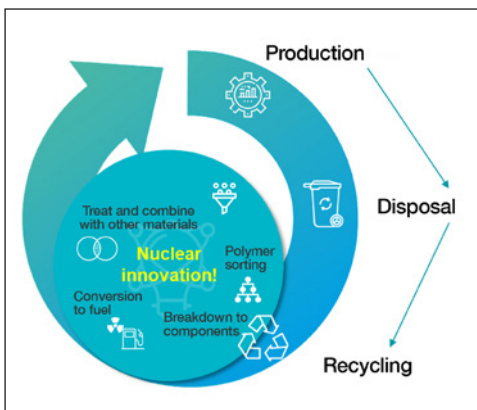 Production
Disposal
Recycling
Treat and combine
with other materials
Nuclear
innovation!
Polymer
sorting
Conversion
to fuel
Breakdown to
components